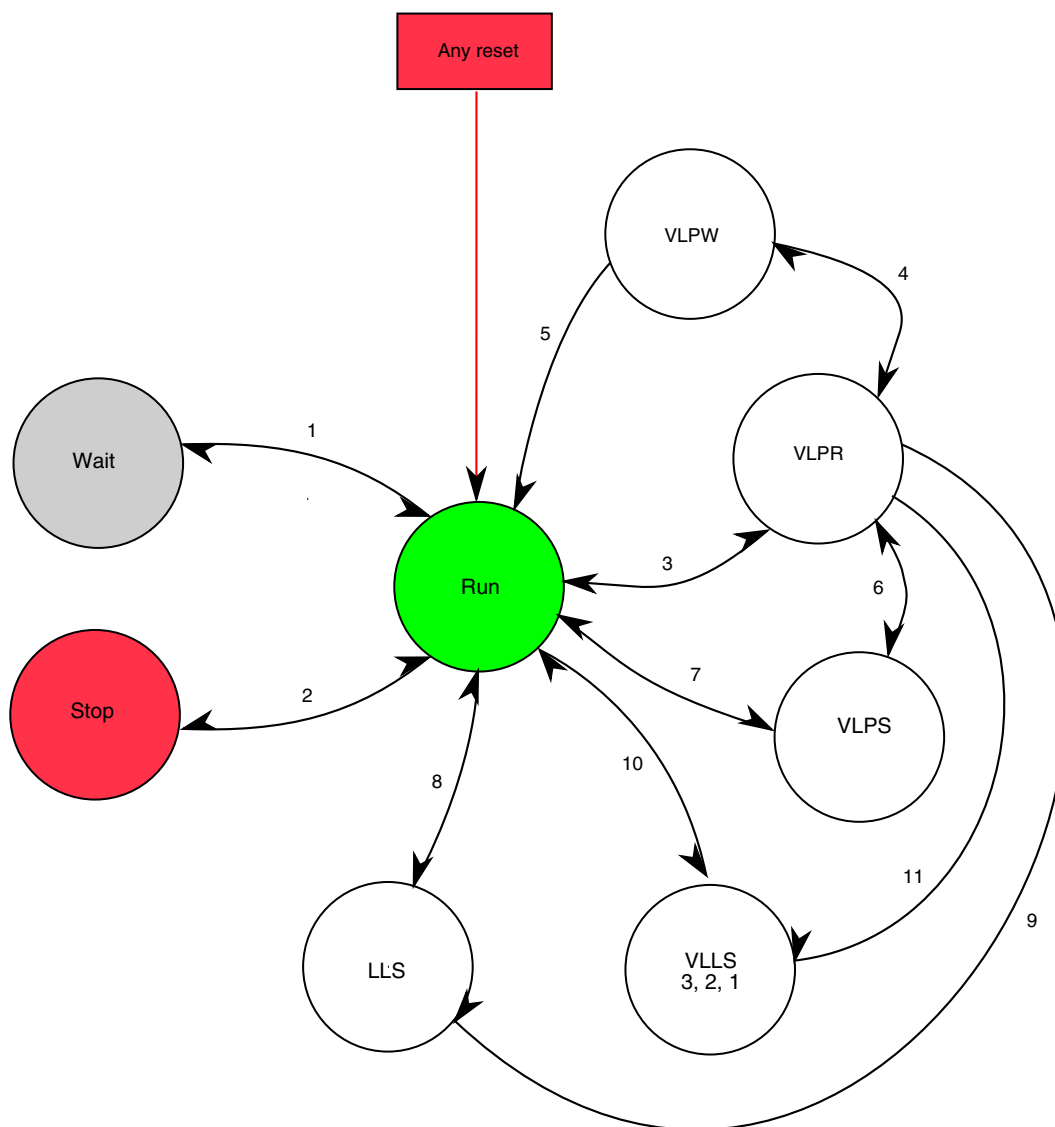 Any reset
VLPW
4
5
1
Wait
VLPR
3
Run
6
7
2
Stop
VLPS
10
8
11
9
LLS
VLLS
3, 2, 1